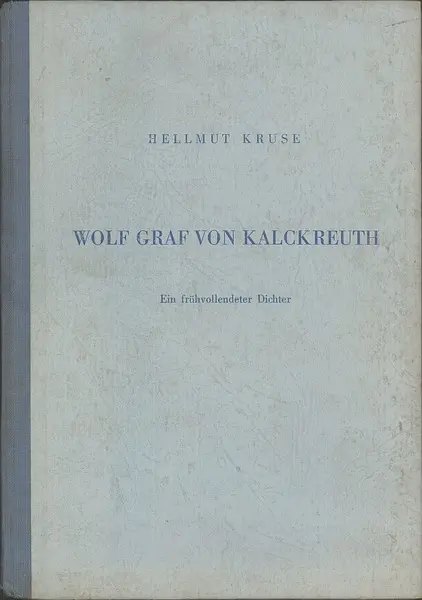 HELLMUT KRUSE
WOLF GRAF VON KALCKREUTH
Ein frühvollendeter Dichter